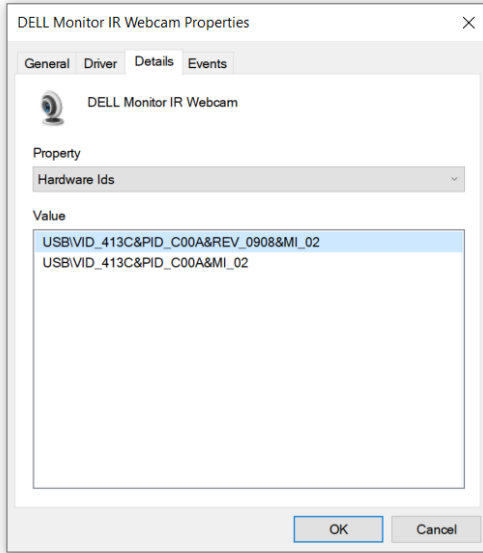 DELL Monitor IR Webcam Properties
General Driver Details Events
DELL Monitor IR Webcam
Property
Hardware Ids
Value
USB\VID_413C&PID_C00A&REV_0908&MI_02
USB\VID_413C&PID_C00A&MI_02
OK Cancel